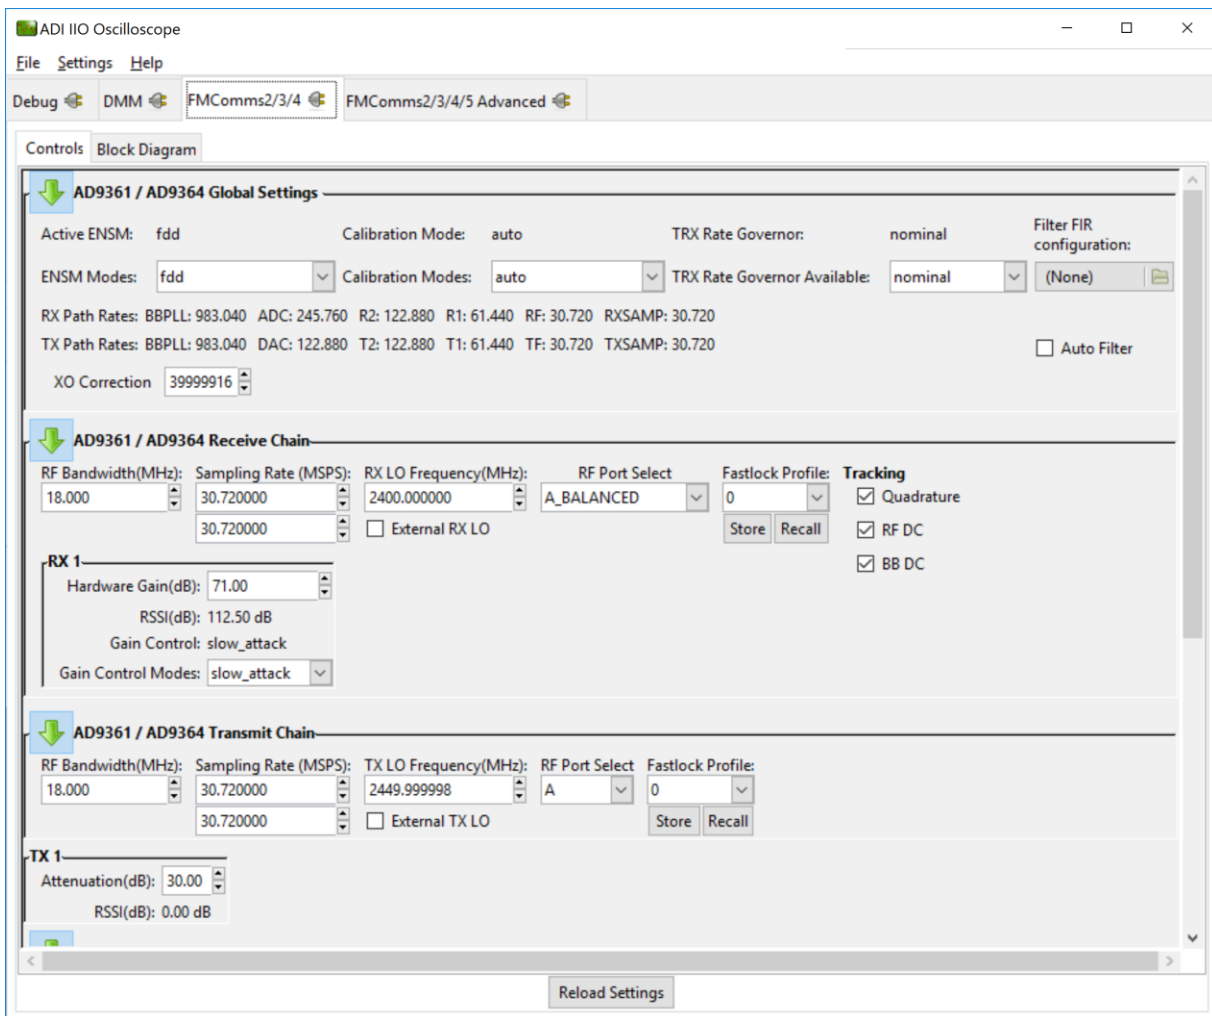 ADI IIO Oscilloscope
File Settings Help
Debug DMM FMComms2/3/4 FMComms2/3/4/5 Advanced
Controls Block Diagram
AD9361 / AD9364 Global Settings
Active ENSM: fdd Calibration Mode: auto TRX Rate Governor: nominal Filter FIR
configuration:
ENSM Modes: fdd Calibration Modes: auto TRX Rate Governor Available: nominal (None)
RX Path Rates: BBPLL: 983.040 ADC: 245.760 R2: 122.880 R1: 61.440 RF: 30.720 RXSAMP: 30.720
TX Path Rates: BBPLL: 983.040 DAC: 122.880 T2: 122.880 T1: 61.440 TF: 30.720 TXSAMP: 30.720
Auto Filter
XO Correction 39999916
AD9361 / AD9364 Receive Chain
RF Bandwidth(MHz): Sampling Rate (MSPS): RX LO Frequency(MHz): RF Port Select Fastlock Profile: Tracking
18.000 30.720000 2400.000000 A_BALANCED 0 Quadrature
30.720000 External RX LO Store Recall RF DC
BB DC
RX 1
Hardware Gain(dB): 71.00
RSSI(dB): 112.50 dB
Gain Control: slow_attack
Gain Control Modes: slow_attack
AD9361 / AD9364 Transmit Chain
RF Bandwidth(MHz): Sampling Rate (MSPS): TX LO Frequency(MHz): RF Port Select Fastlock Profile:
18.000 30.720000 2449.999998 A 0
30.720000 External TX LO Store Recall
TX 1
Attenuation(dB): 30.00
RSSI(dB): 0.00 dB
Reload Settings